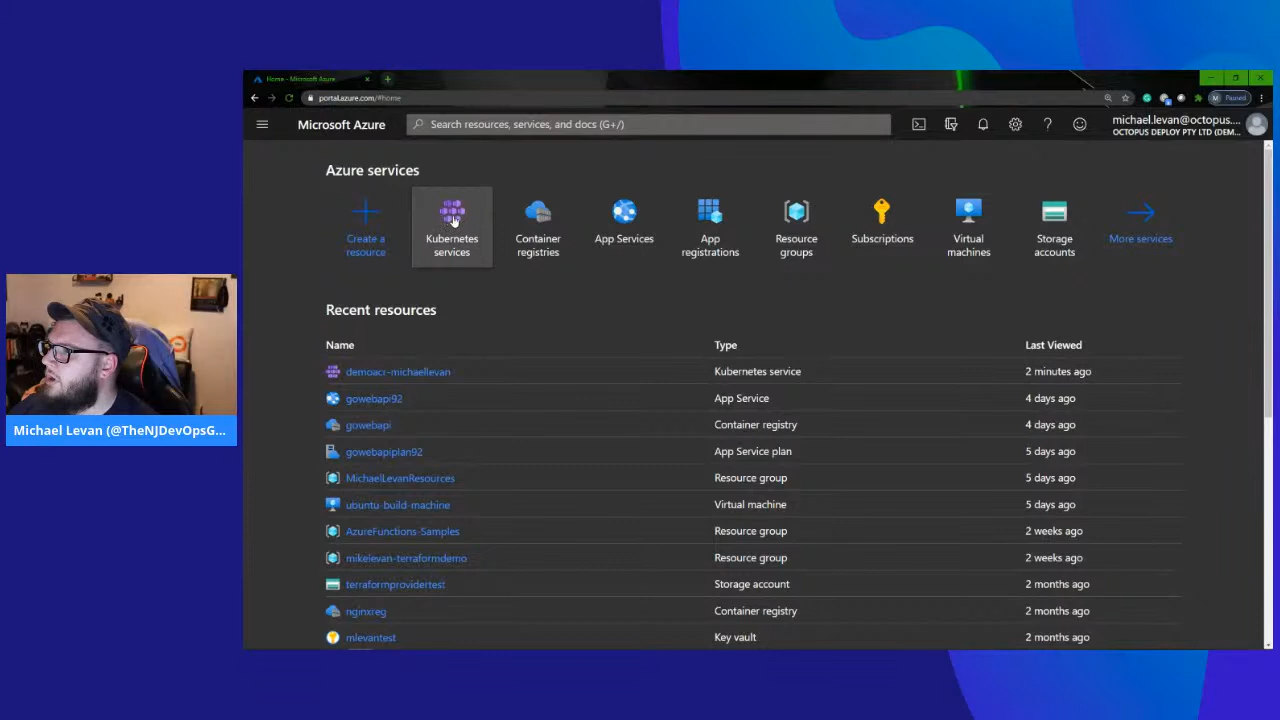 Home - Microsoft Azure
portal.azure.com/#home
Paused
Microsoft Azure
Search resources, services, and docs (G+/)
michael.levan@octopus....
OCTOPUS DEPLOY PTY LTD (DEM...
Azure services
Create a resource
Kubernetes services
Container registries
App Services
App registrations
Resource groups
Subscriptions
Virtual machines
Storage accounts
More services
Recent resources
Name Type Last Viewed
demoacr-michaellevan Kubernetes service 2 minutes ago
gowebapi92 App Service 4 days ago
gowebapi Container registry 4 days ago
gowebapiplan92 App Service plan 5 days ago
MichaelLevanResources Resource group 5 days ago
ubuntu-build-machine Virtual machine 5 days ago
AzureFunctions-Samples Resource group 2 weeks ago
mikelevan-terraformdemo Resource group 2 weeks ago
terraformprovidertest Storage account 2 months ago
nginxreg Container registry 2 months ago
mlevantest Key vault 2 months ago
Michael Levan (@TheNJDevOpsG...